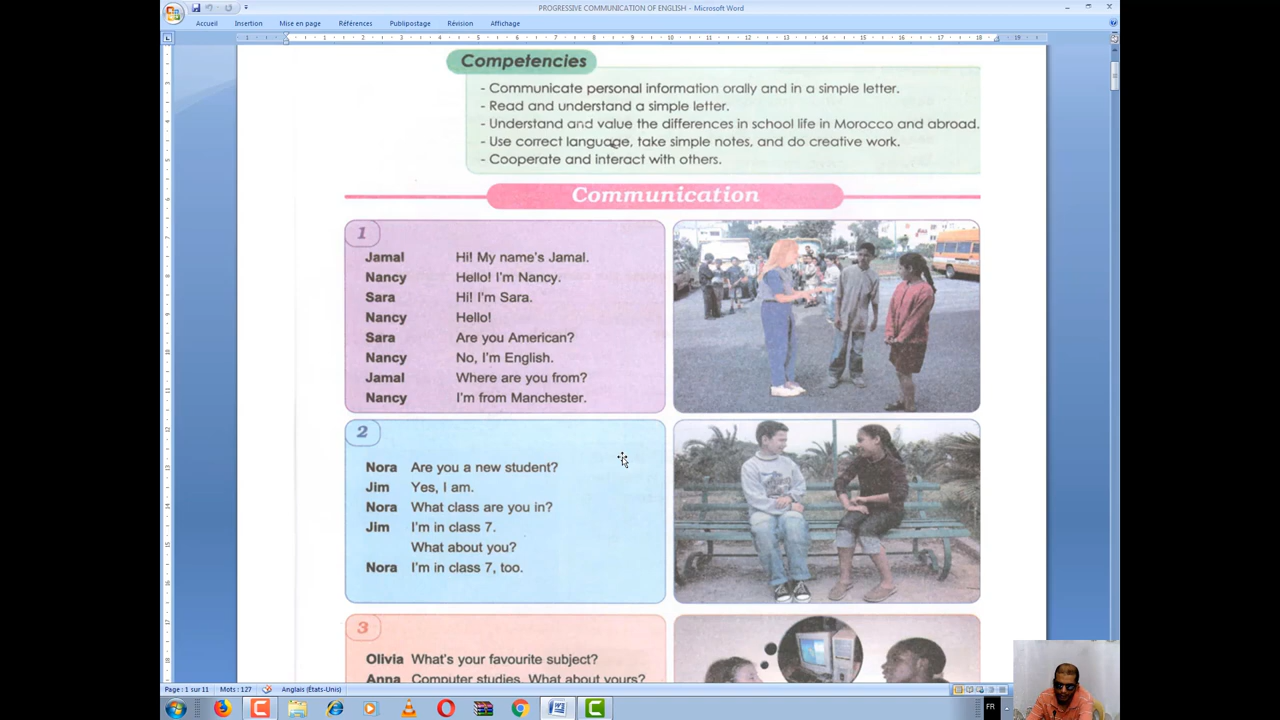 PROGRESSIVE COMMUNICATION OF ENGLISH - Microsoft Word
Accueil Insertion Mise en page Références Publipostage Révision Affichage
Competencies
- Communicate personal information orally and in a simple letter.
- Read and understand a simple letter.
- Understand and value the differences in school life in Morocco and abroad.
- Use correct language, take simple notes, and do creative work.
- Cooperate and interact with others.
Communication
1
Jamal Hi! My name's Jamal.
Nancy Hello! I'm Nancy.
Sara Hi! I'm Sara.
Nancy Hello!
Sara Are you American?
Nancy No, I'm English.
Jamal Where are you from?
Nancy I'm from Manchester.
2
Nora Are you a new student?
Jim Yes, I am.
Nora What class are you in?
Jim I'm in class 7.
What about you?
Nora I'm in class 7, too.
3
Olivia What's your favourite subject?
Anna Computer studies. What about yours?
Page : 1 sur 11 Mots : 127 Anglais (États-Unis)
FR